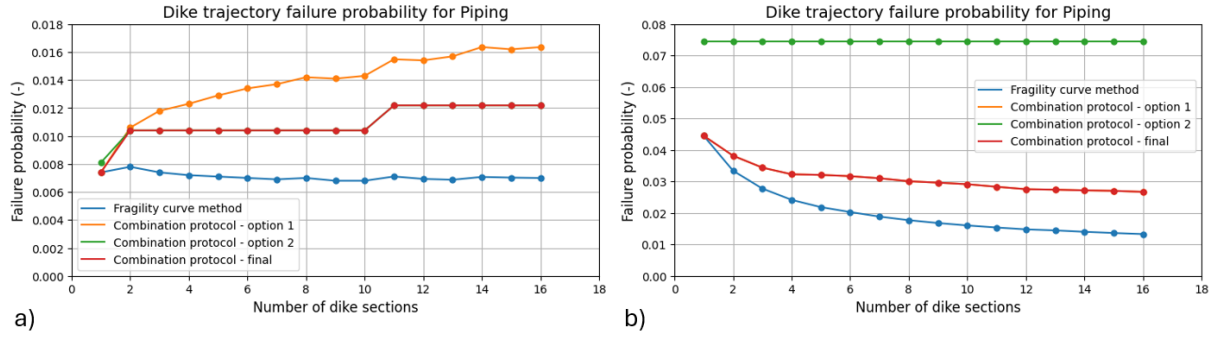 Dike trajectory failure probability for Piping
Failure probability (-)
0.018
0.016
0.014
0.012
0.010
0.008
0.006
0.004
0.002
0.000
Fragility curve method
Combination protocol - option 1
Combination protocol - option 2
Combination protocol - final
0 2 4 6 8 10 12 14 16 18
Number of dike sections
a)
Dike trajectory failure probability for Piping
Failure probability (-)
0.08
0.07
0.06
0.05
0.04
0.03
0.02
0.01
0.00
Fragility curve method
Combination protocol - option 1
Combination protocol - option 2
Combination protocol - final
0 2 4 6 8 10 12 14 16 18
Number of dike sections
b)